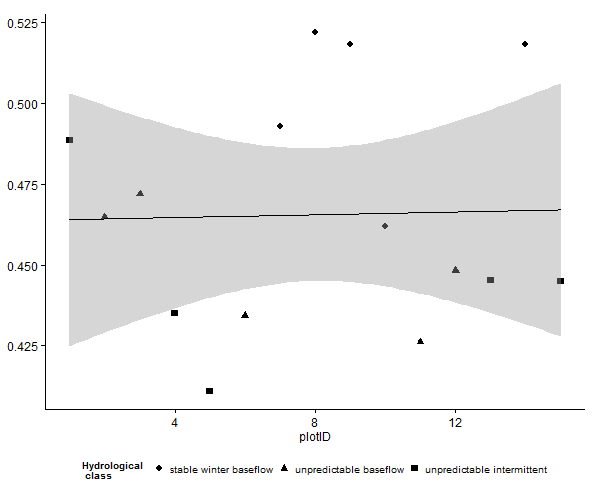 0.525
0.500
0.475
0.450
0.425
4 8 12
plotID
Hydrological class
stable winter baseflow unpredictable baseflow unpredictable intermittent